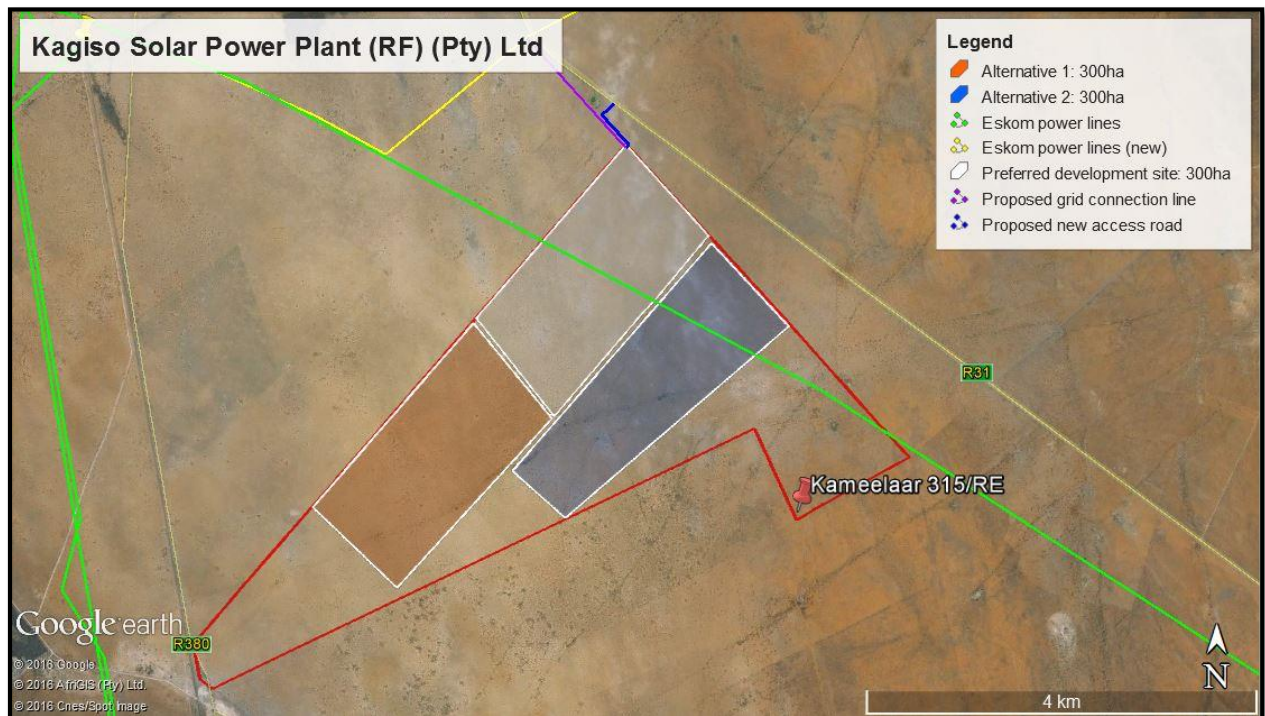 Kagiso Solar Power Plant (RF) (Pty) Ltd
Legend
Alternative 1: 300ha
Alternative 2: 300ha
Eskom power lines
Eskom power lines (new)
Preferred development site: 300ha
Proposed grid connection line
Proposed new access road
R31
Kameelaar 315/RE
Google earth
R380
© 2016 Google
© 2016 AfriGIS (Pty) Ltd.
© 2016 Cnes/Spot Image
N
4 km